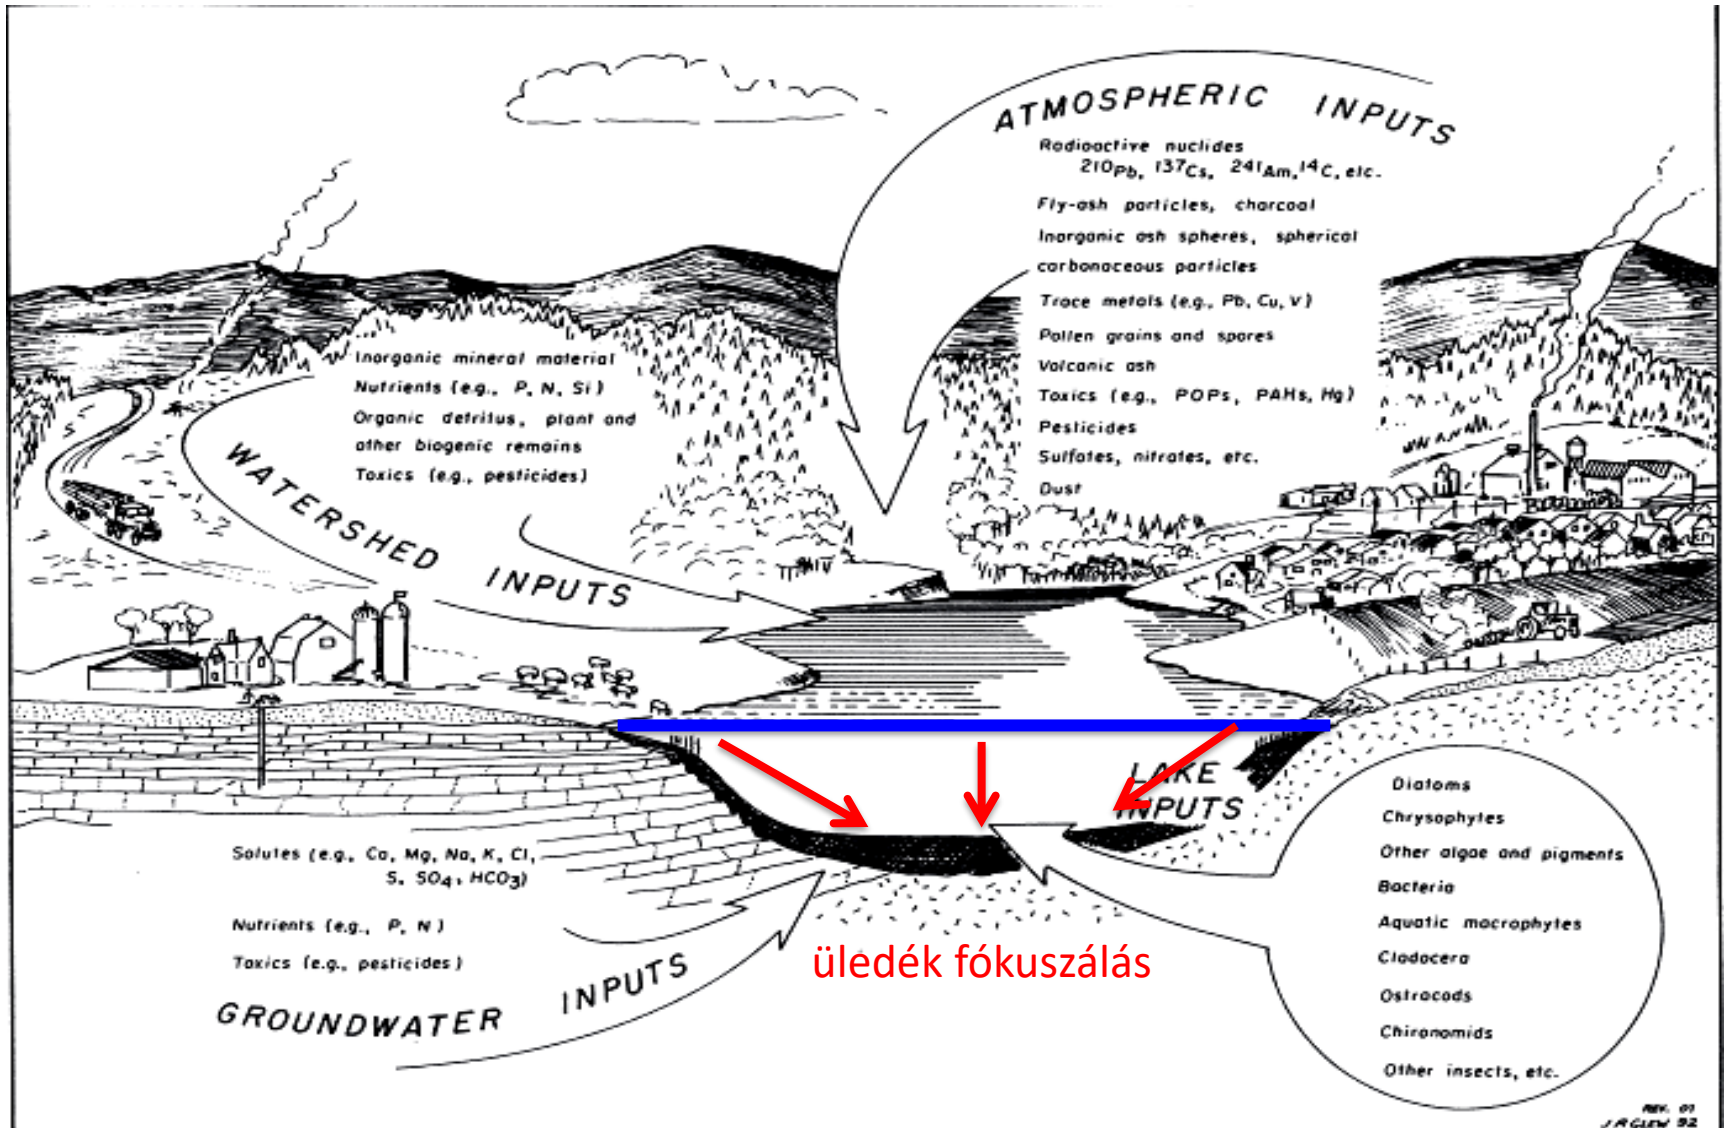 ATMOSPHERIC INPUTS
Radioactive nuclides
210Pb, 137Cs, 241Am, 14C, etc.
Fly-ash particles, charcoal
Inorganic ash spheres, spherical
carbonaceous particles
Trace metals (e.g., Pb, Cu, V)
Pollen grains and spores
Volcanic ash
Toxics (e.g., POPs, PAHs, Hg)
Pesticides
Sulfates, nitrates, etc.
Dust
Inorganic mineral material
Nutrients (e.g., P, N, Si)
Organic detritus, plant and
other biogenic remains
Toxics (e.g., pesticides)
WATERSHED INPUTS
LAKE
INPUTS
Diatoms
Chrysophytes
Other algae and pigments
Bacteria
Aquatic macrophytes
Cladocera
Ostracods
Chironomids
Other insects, etc.
Solutes (e.g., Ca, Mg, Na, K, Cl,
S, SO4, HCO3)
Nutrients (e.g., P, N)
Toxics (e.g., pesticides)
GROUNDWATER INPUTS
üledék fókuszálás
REV. 01
J R GLEW 92